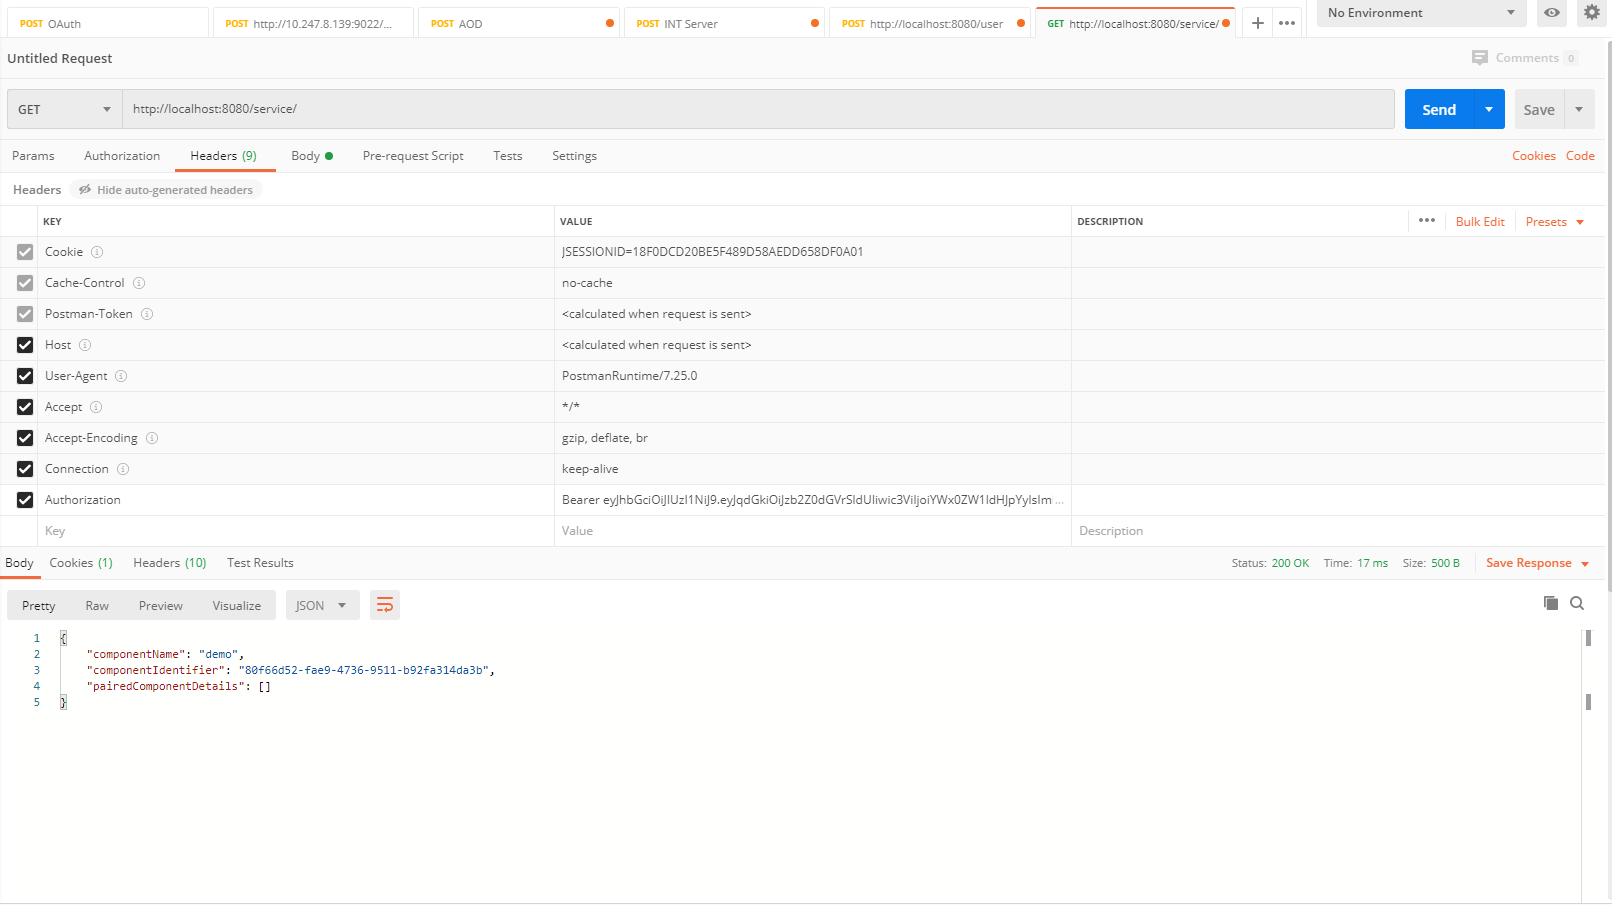 POST OAuth POST http://10.247.8.139:9022/... POST AOD POST INT Server POST http://localhost:8080/user GET http://localhost:8080/service/ + ••• No Environment
Untitled Request Comments 0
GET http://localhost:8080/service/ Send Save
Params Authorization Headers (9) Body Pre-request Script Tests Settings Cookies Code
Headers Hide auto-generated headers
KEY VALUE DESCRIPTION ••• Bulk Edit Presets
Cookie JSESSIONID=18F0DCD20BE5F489D58AEDD658DF0A01
Cache-Control no-cache
Postman-Token <calculated when request is sent>
Host <calculated when request is sent>
User-Agent PostmanRuntime/7.25.0
Accept */*
Accept-Encoding gzip, deflate, br
Connection keep-alive
Authorization Bearer
Key Value Description
Body Cookies (1) Headers (10) Test Results Status: 200 OK Time: 17 ms Size: 500 B Save Response
Pretty Raw Preview Visualize JSON
1 {
2 "componentName": "demo",
3 "componentIdentifier": "80f66d52-fae9-4736-9511-b92fa314da3b",
4 "pairedComponentDetails": []
5 }